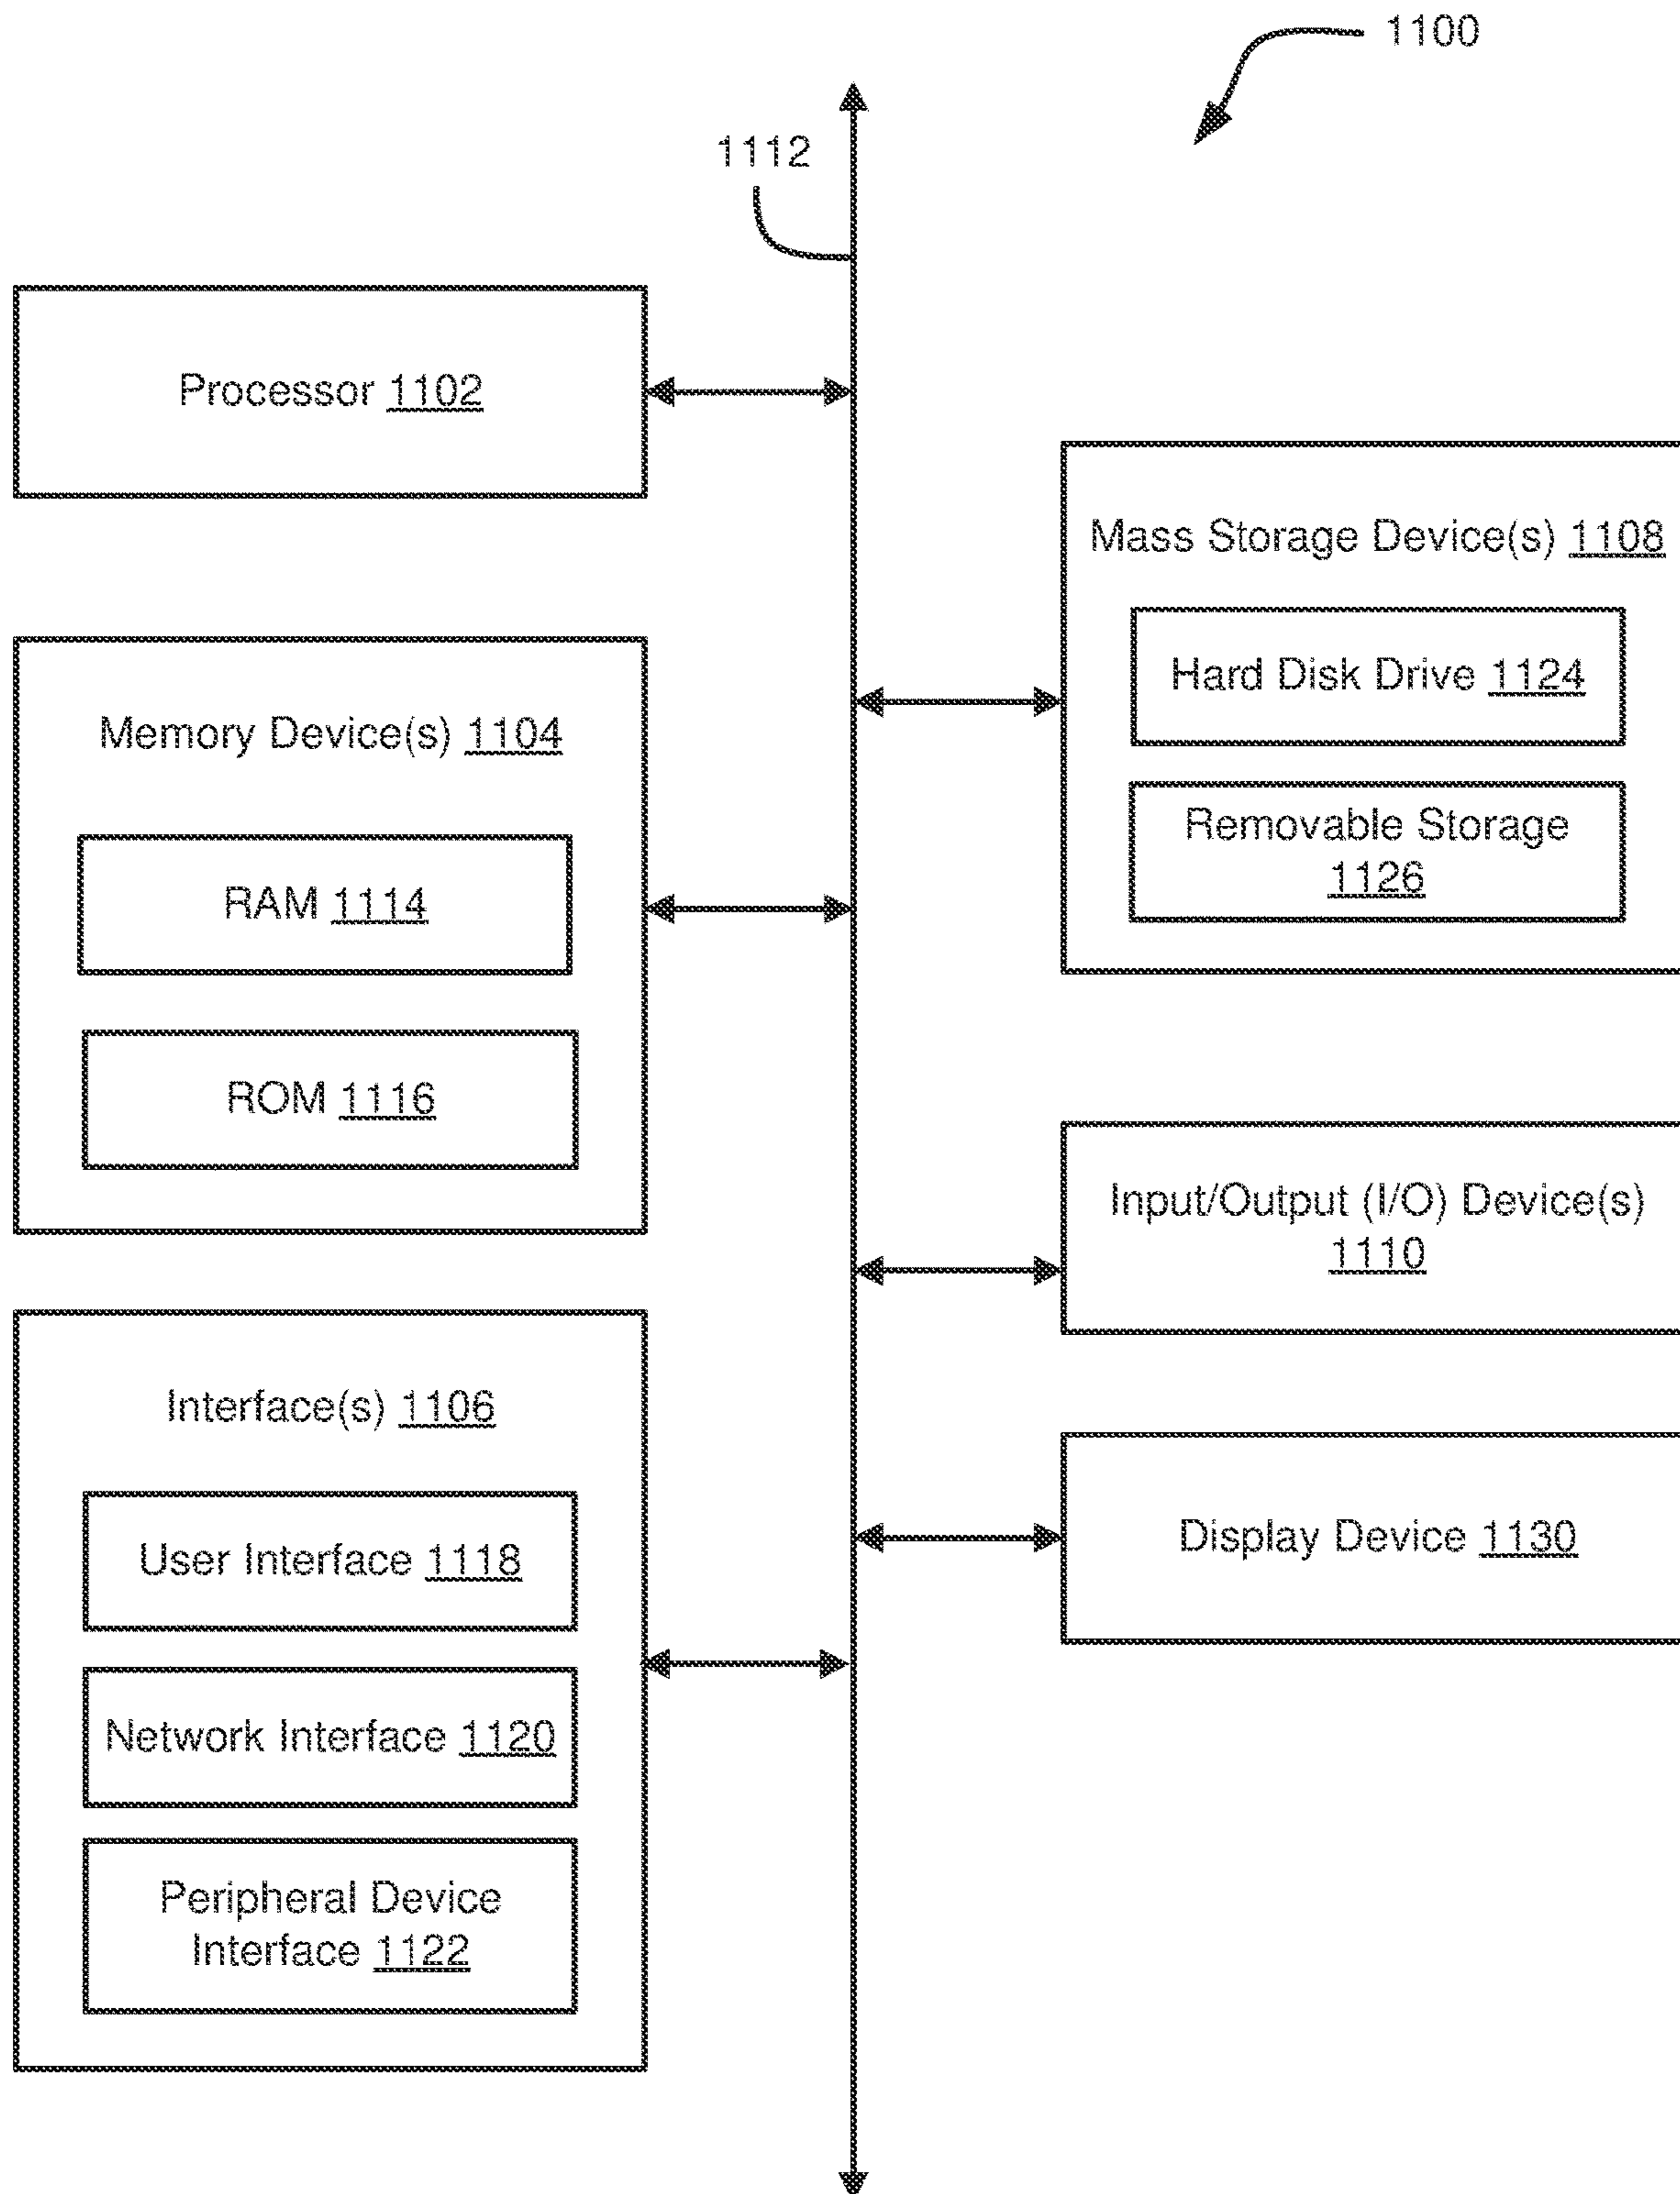 1100
1112
Processor 1102
Mass Storage Device(s) 1108
Hard Disk Drive 1124
Removable Storage
1126
Memory Device(s) 1104
RAM 1114
ROM 1116
Input/Output (I/O) Device(s)
1110
Interface(s) 1106
User Interface 1118
Network Interface 1120
Peripheral Device
Interface 1122
Display Device 1130